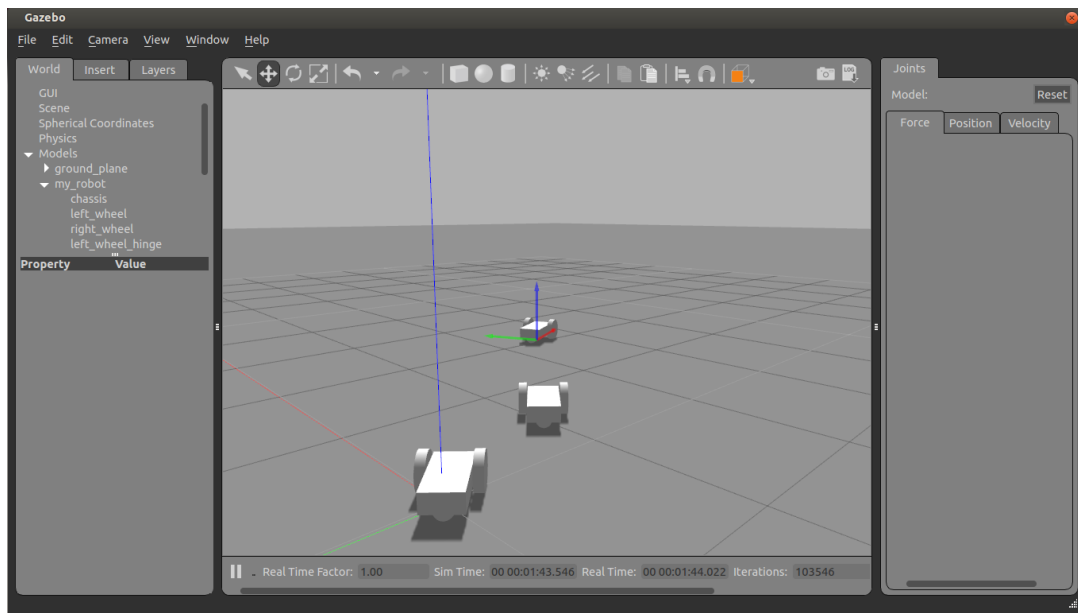 Gazebo
File Edit Camera View Window Help
World Insert Layers
GUI
Scene
Spherical Coordinates
Physics
Models
ground_plane
my_robot
chassis
left_wheel
right_wheel
left_wheel_hinge
Property Value
LOG
Real Time Factor: 1.00 Sim Time: 00 00:01:43.546 Real Time: 00 00:01:44.022 Iterations: 103546
Joints
Model: Reset
Force Position Velocity